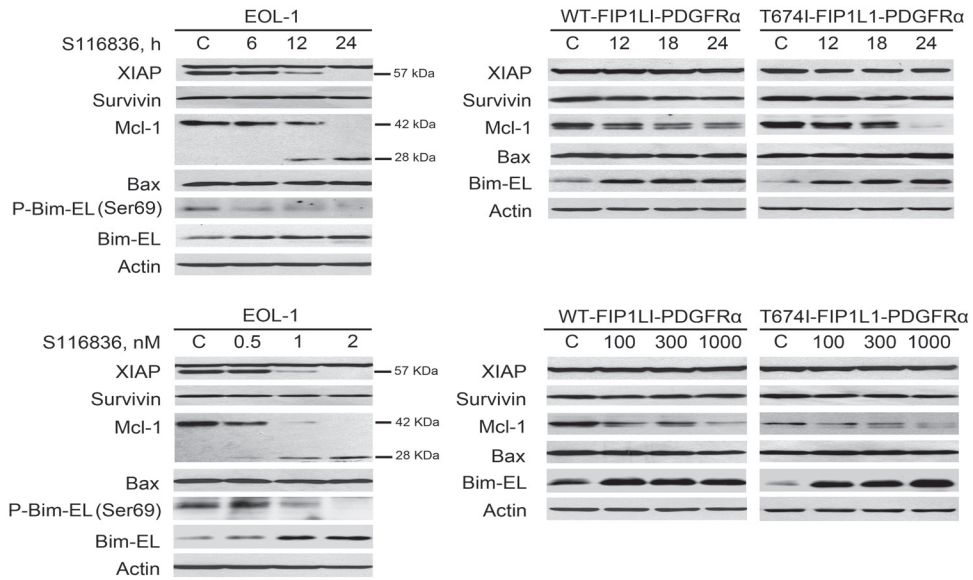 EOL-1
S116836, h C 6 12 24
XIAP
57 kDa
Survivin
Mcl-1
42 kDa
28 kDa
Bax
P-Bim-EL(Ser69)
Bim-EL
Actin
WT-FIP1LI-PDGFRα T674I-FIP1L1-PDGFRα
C 12 18 24 C 12 18 24
XIAP
Survivin
Mcl-1
Bax
Bim-EL
Actin
EOL-1
S116836, nM C 0.5 1 2
XIAP
57 KDa
Survivin
Mcl-1
42 KDa
28 KDa
Bax
P-Bim-EL(Ser69)
Bim-EL
Actin
WT-FIP1LI-PDGFRα T674I-FIP1L1-PDGFRα
C 100 300 1000 C 100 300 1000
XIAP
Survivin
Mcl-1
Bax
Bim-EL
Actin